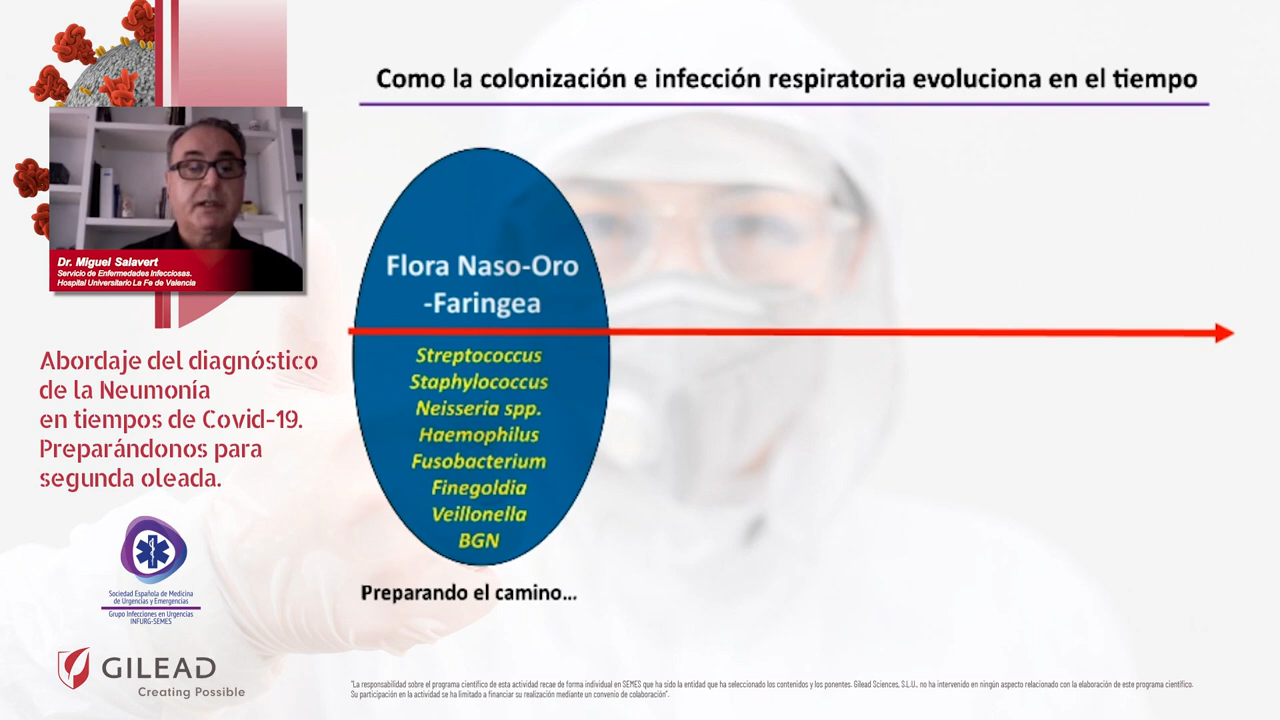 Como la colonización e infección respiratoria evoluciona en el tiempo
Dr. Miguel Salavert
Servicio de Enfermedades Infecciosas.
Hospital Universitario La Fe de Valencia
Abordaje del diagnóstico
de la Neumonía
en tiempos de Covid-19.
Preparándonos para
segunda oleada.
Flora Naso-Oro
-Faringea
Streptococcus
Staphylococcus
Neisseria spp.
Haemophilus
Fusobacterium
Finegoldia
Veillonella
BGN
Preparando el camino...
Sociedad Española de Medicina
de Urgencias y Emergencias
Grupo Infecciones en Urgencias
INFURG-SEMES
GILEAD
Creating Possible
"La responsabilidad sobre el programa científico de esta actividad recae de forma individual en SEMES que ha sido la entidad que ha seleccionado los contenidos y los ponentes. Gilead Sciences, S.L.U., no ha intervenido en ningún aspecto relacionado con la elaboración de este programa científico.
Su participación en la actividad se ha limitado a financiar su realización mediante un convenio de colaboración".